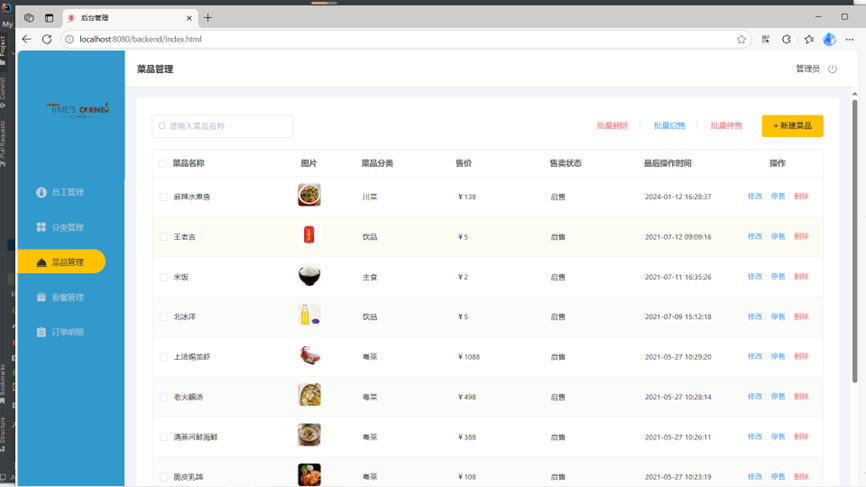 My
后台管理
localhost:8080/backend/index.html
Project
Commit
Pull Requests
Bookmarks
Structure
TIME'S CORNER
菜品管理
管理员
员工管理
分类管理
菜品管理
套餐管理
订单明细
请输入菜品名称
批量删除 批量启售 批量停售 + 新建菜品
菜品名称 图片 菜品分类 售价 售卖状态 最后操作时间 操作
麻辣水煮鱼 川菜 ¥ 138 启售 2024-01-12 16:28:37 修改 停售 删除
王老吉 饮品 ¥ 5 启售 2021-07-12 09:09:16 修改 停售 删除
米饭 主食 ¥ 2 启售 2021-07-11 16:35:26 修改 停售 删除
北冰洋 饮品 ¥ 5 启售 2021-07-09 15:12:18 修改 停售 删除
上汤焗龙虾 粤菜 ¥ 1088 启售 2021-05-27 10:29:20 修改 停售 删除
老火靓汤 粤菜 ¥ 498 启售 2021-05-27 10:28:14 修改 停售 删除
清蒸河鲜海鲜 粤菜 ¥ 388 启售 2021-05-27 10:26:11 修改 停售 删除
脆皮乳鸽 粤菜 ¥ 108 启售 2021-05-27 10:23:19 修改 停售 删除